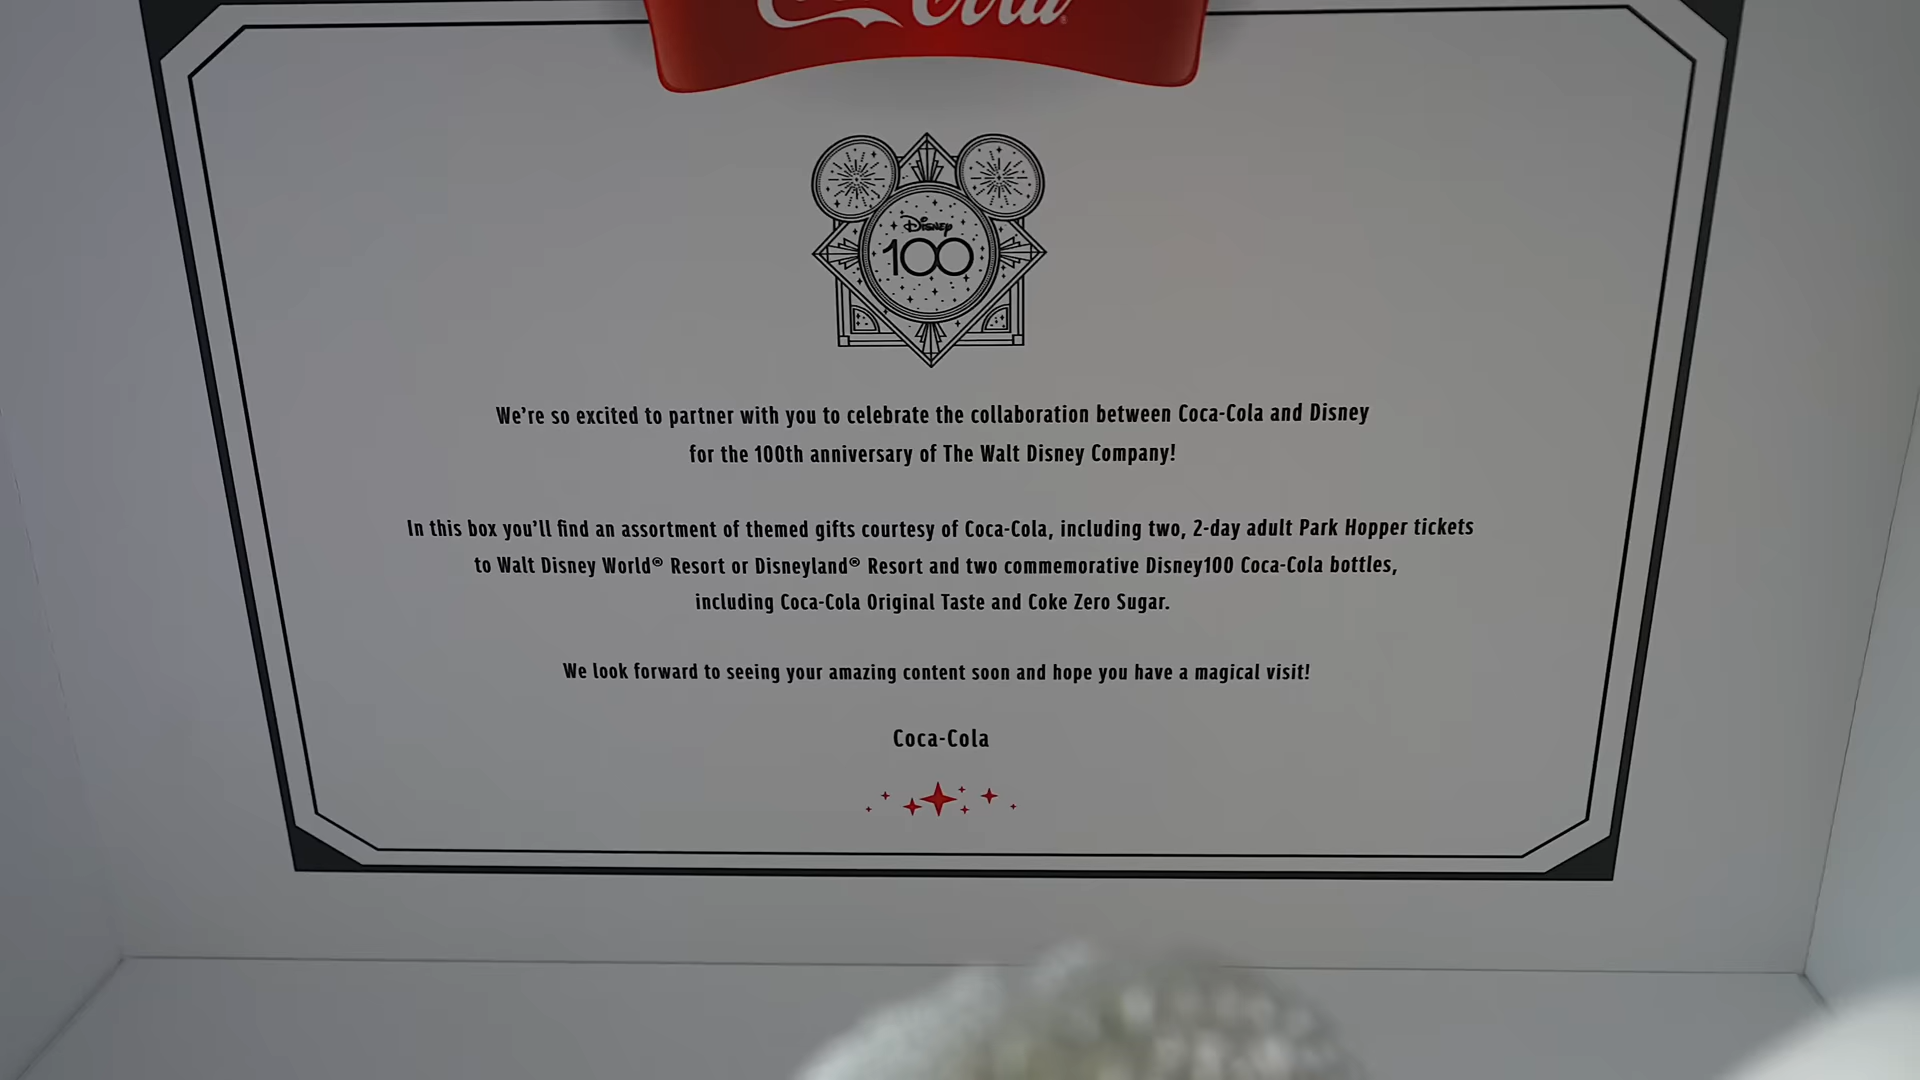 Coca-Cola
Disney
100
We're so excited to partner with you to celebrate the collaboration between Coca-Cola and Disney
for the 100th anniversary of The Walt Disney Company!
In this box you'll find an assortment of themed gifts courtesy of Coca-Cola, including two, 2-day adult Park Hopper tickets
to Walt Disney World® Resort or Disneyland® Resort and two commemorative Disney100 Coca-Cola bottles,
including Coca-Cola Original Taste and Coke Zero Sugar.
We look forward to seeing your amazing content soon and hope you have a magical visit!
Coca-Cola